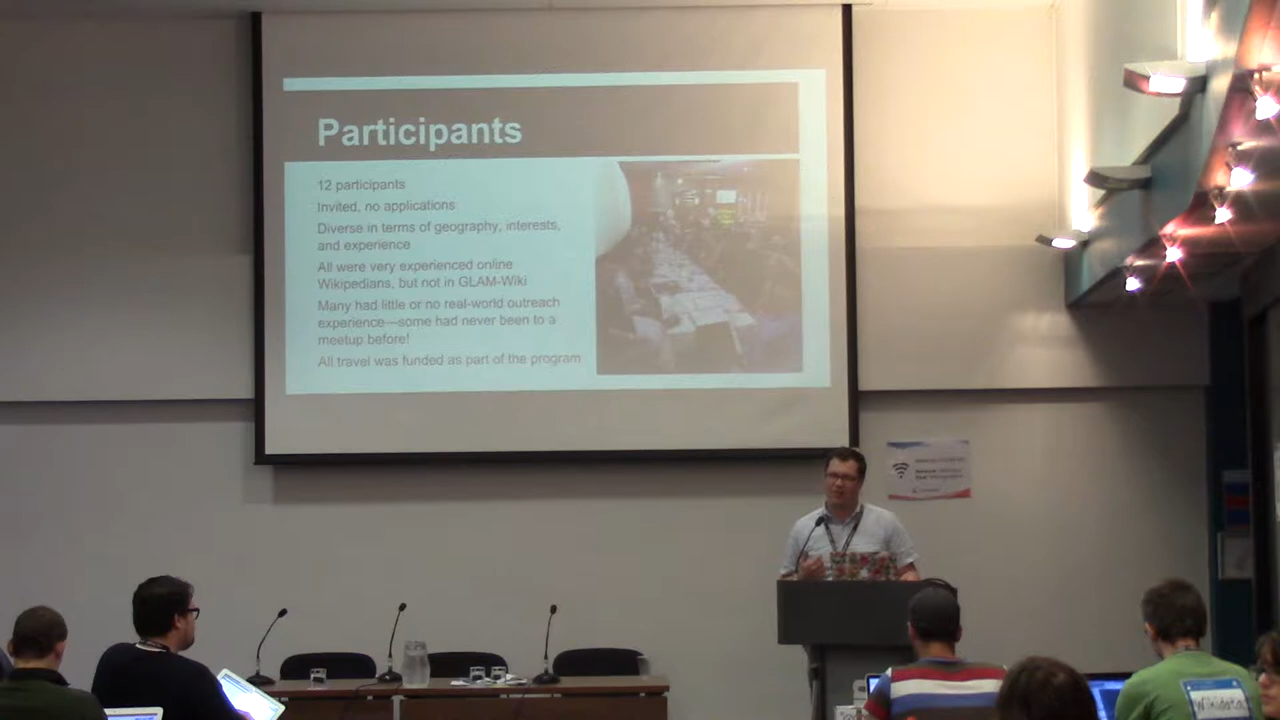 Participants
12 participants
Invited, no applications
Diverse in terms of geography, interests,
and experience
All were very experienced online
Wikipedians, but not in GLAM-Wiki
Many had little or no real-world outreach
experience—some had never been to a
meetup before!
All travel was funded as part of the program
Wikidata